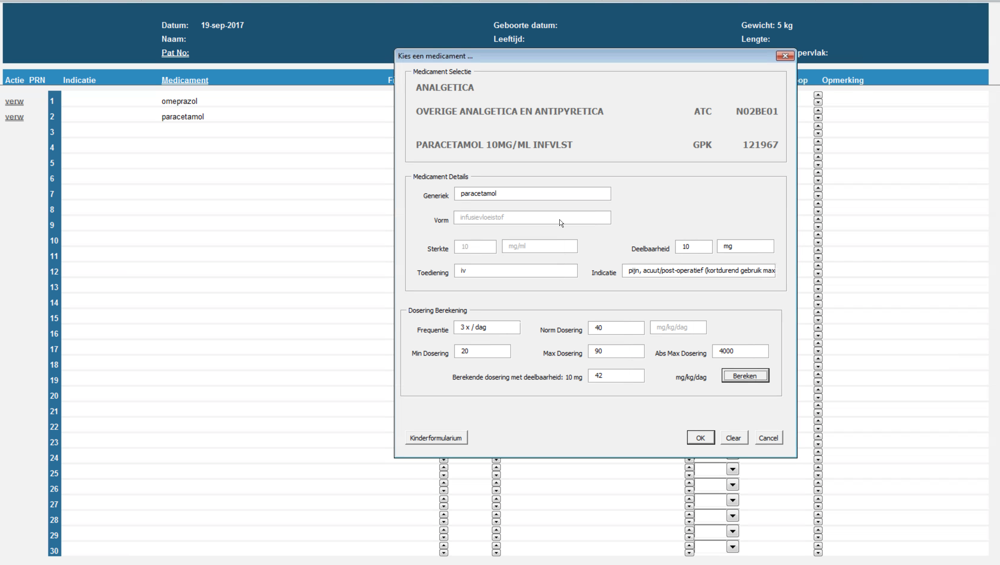 Datum: 19-sep-2017 Geboorte datum: Gewicht: 5 kg
Naam: Leeftijd: Lengte:
Pat No: pervlak:
Actie PRN Indicatie Medicament Opmerking
verw 1 omeprazol
verw 2 paracetamol
3
4
5
6
7
8
9
10
11
12
13
14
15
16
17
18
19
20
21
22
23
24
25
26
27
28
29
30
Kies een medicament ...
Medicament Selectie
ANALGETICA
OVERIGE ANALGETICA EN ANTIPYRETICA ATC N02BE01
PARACETAMOL 10MG/ML INFVLST GPK 121967
Medicament Details
Generiek paracetamol
Vorm infusievloeistof
Sterkte 10 mg/ml Deelbaarheid 10 mg
Toediening iv Indicatie pijn, acuut/post-operatief (kortdurend gebruik max
Dosering Berekening
Frequentie 3 x / dag Norm Dosering 40 mg/kg/dag
Min Dosering 20 Max Dosering 90 Abs Max Dosering 4000
Berekende dosering met deelbaarheid: 10 mg 42 mg/kg/dag Bereken
Kinderformularium OK Clear Cancel